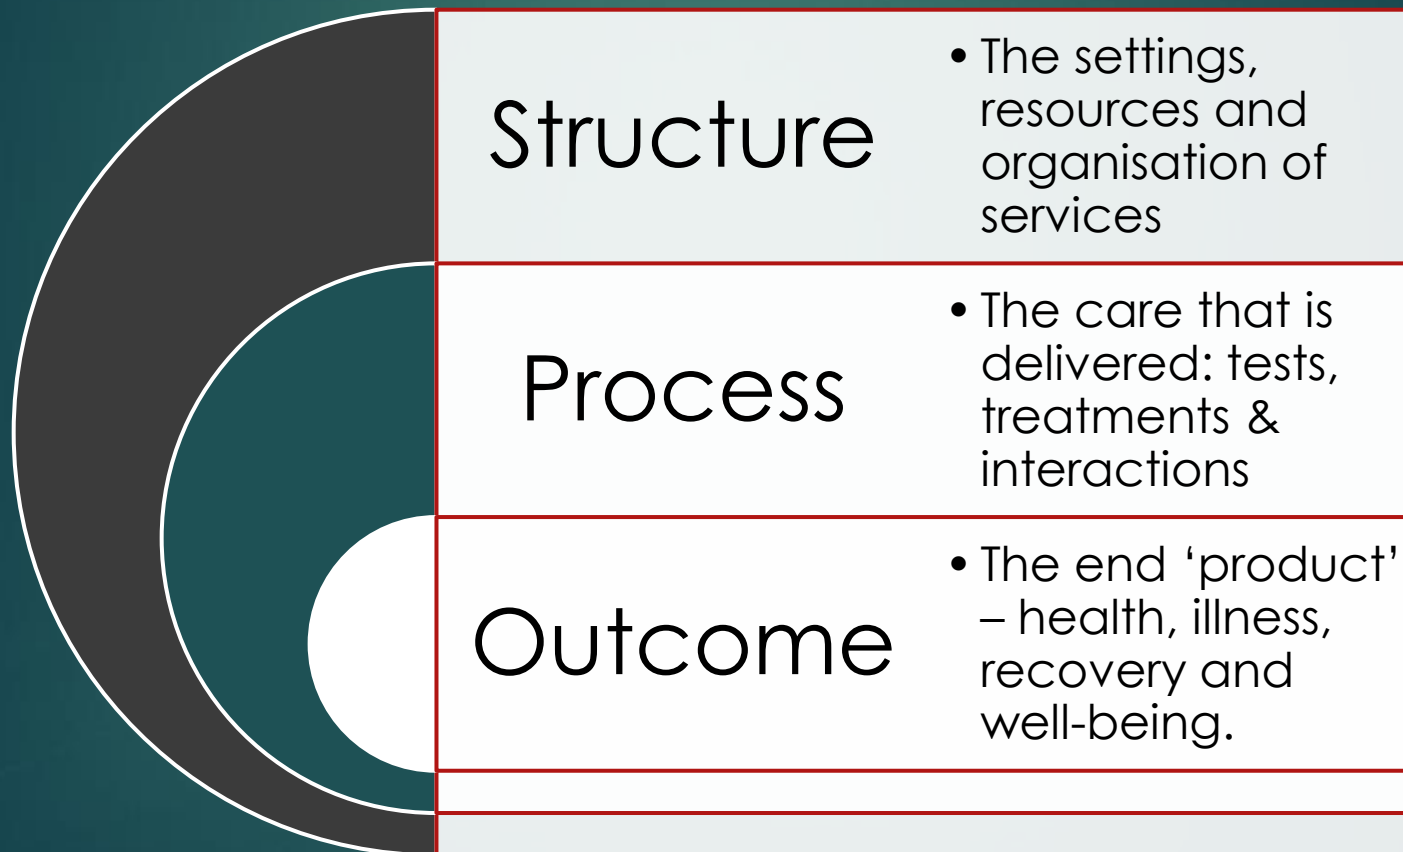 Structure
• The settings,
resources and
organisation of
services
Process
• The care that is
delivered: tests,
treatments &
interactions
Outcome
• The end ‘product’
– health, illness,
recovery and
well-being.